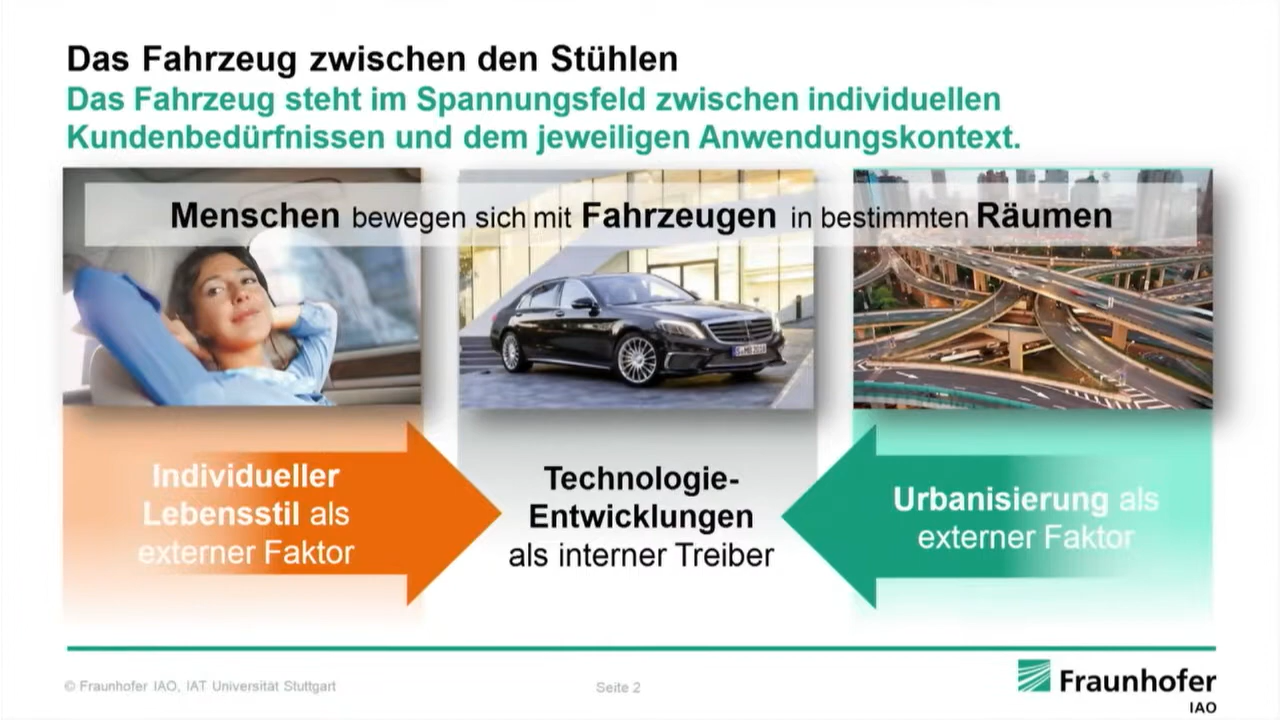 Das Fahrzeug zwischen den Stühlen
Das Fahrzeug steht im Spannungsfeld zwischen individuellen
Kundenbedürfnissen und dem jeweiligen Anwendungskontext.
Menschen bewegen sich mit Fahrzeugen in bestimmten Räumen
Individueller
Lebensstil als
externer Faktor
Technologie-
Entwicklungen
als interner Treiber
Urbanisierung als
externer Faktor
© Fraunhofer IAO, IAT Universität Stuttgart
Seite 2
Fraunhofer
IAO